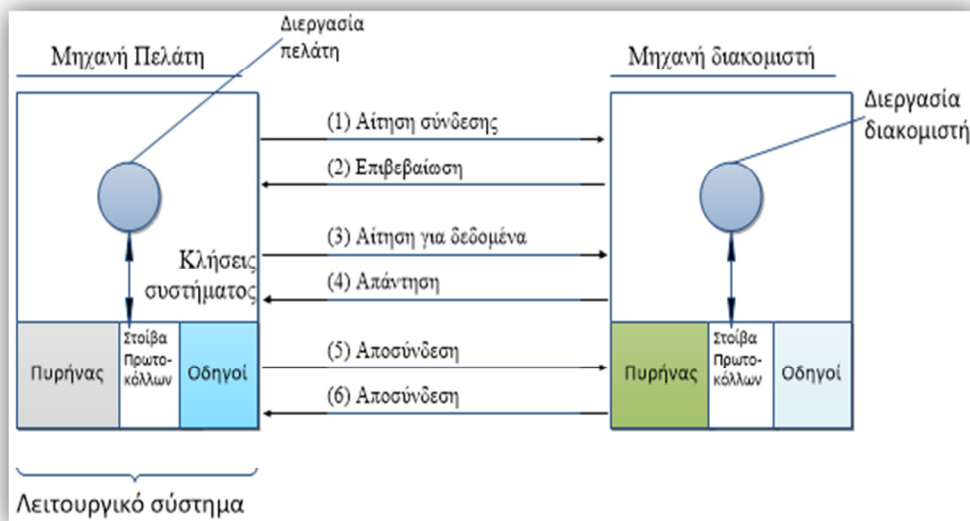 Διεργασία
πελάτη
Μηχανή Πελάτη
Μηχανή διακομιστή
Διεργασία
διακομιστή
(1) Αίτηση σύνδεσης
(2) Επιβεβαίωση
(3) Αίτηση για δεδομένα
Κλήσεις
συστήματος
(4) Απάντηση
(5) Αποσύνδεση
(6) Αποσύνδεση
Πυρήνας
Στοίβα
Πρωτο-
κόλλων
Οδηγοί
Πυρήνας
Στοίβα
Πρωτο-
κόλλων
Οδηγοί
Λειτουργικό σύστημα